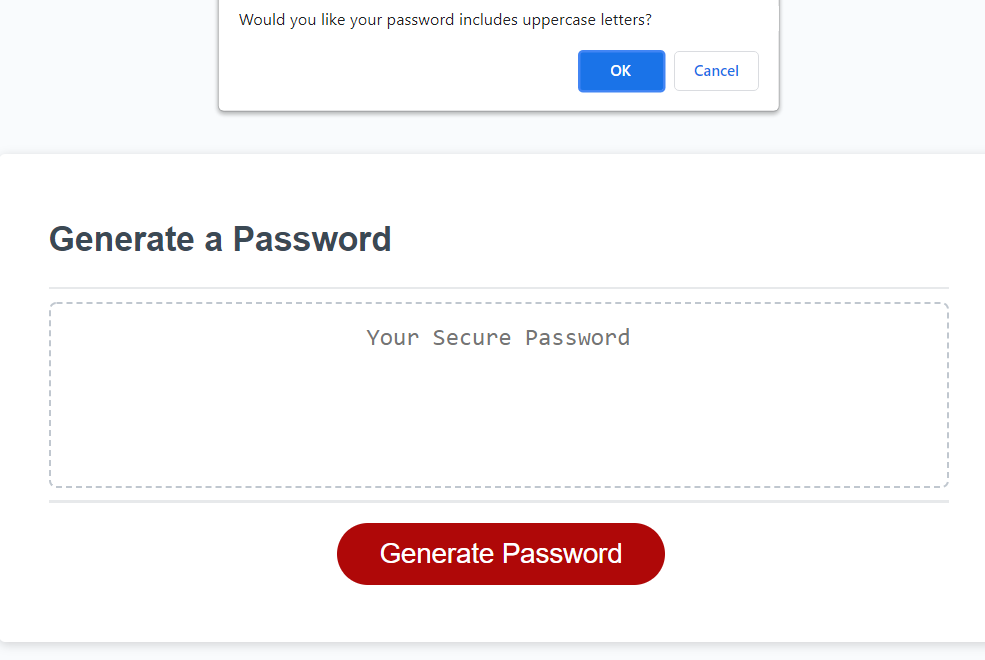 Would you like your password includes uppercase letters?
OK Cancel
Generate a Password
Your Secure Password
Generate Password